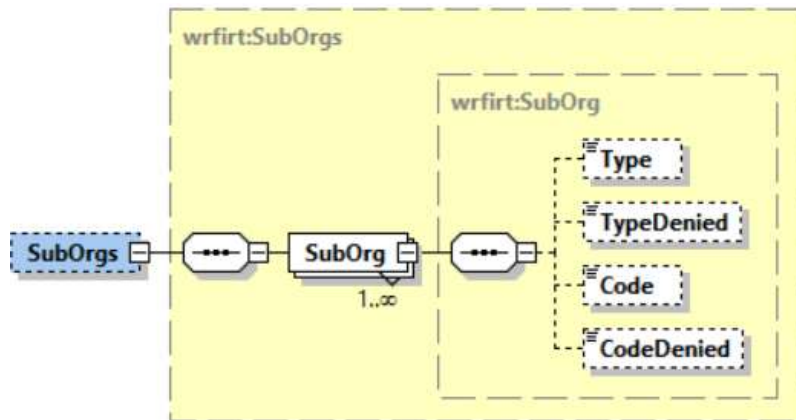 wrfirt:SubOrgs
wrfirt:SubOrg
Type
TypeDenied
SubOrgs
SubOrg
Code
1..∞
CodeDenied